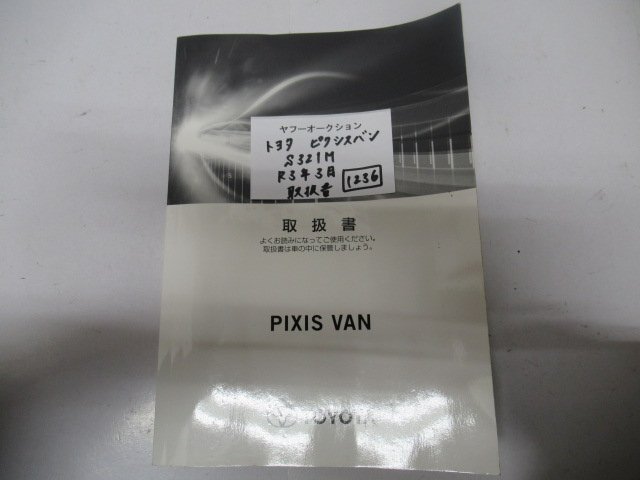 ヤフーオークション
トヨタ ピクシスバン
S321M
R3年3月
取扱書 1236
取扱書
よくお読みになってご使用ください。
取扱書は車の中に保管しましょう。
PIXIS VAN
TOYOTA